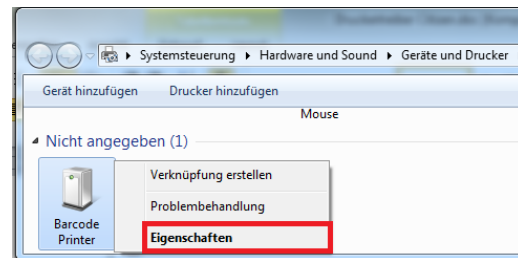 Systemsteuerung ▸ Hardware und Sound ▸ Geräte und Drucker
Gerät hinzufügen Drucker hinzufügen
Mouse
Nicht angegeben (1)
Barcode
Printer
Verknüpfung erstellen
Problembehandlung
Eigenschaften